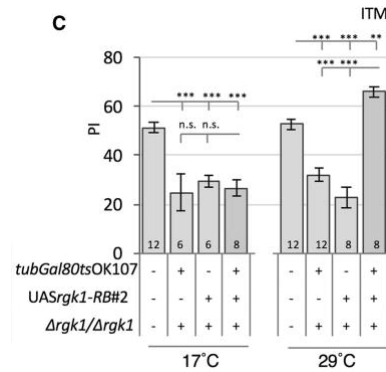 C
ITM
*** *** ***
n.s. n.s.
*** *** **
*** ***
80
60
40
20
0
PI
12 6 6 8 12 12 8 8
tubGal80tsOK107 - + - + - + - +
UASrgk1-RB#2 - - + + - - + +
Δrgk1/Δrgk1 - + + + - + + +
17˚C 29˚C